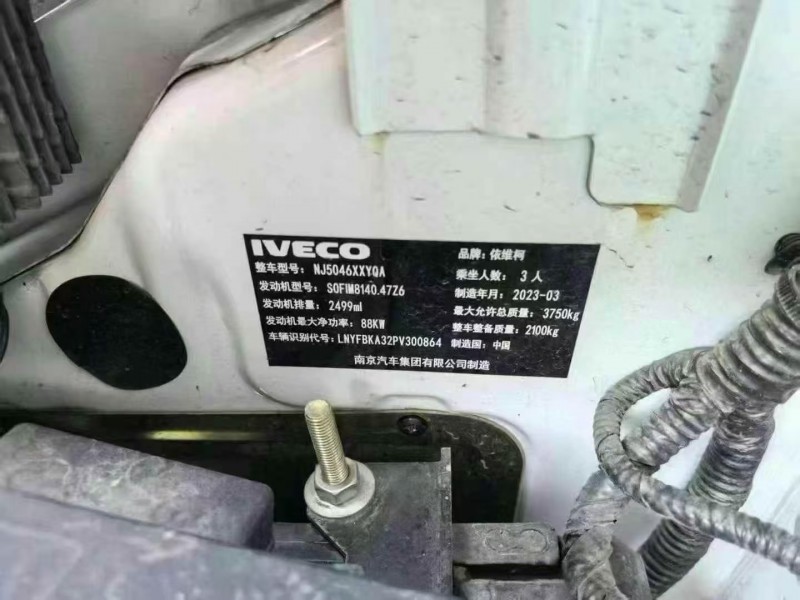 IVECO 品牌：依维柯
整车型号：NJ5046XXYQA 乘坐人数：3人
发动机型号：SOFIM8140.47Z6 制造年月：2023-03
发动机排量：2499ml 最大允许总质量：3750kg
发动机最大净功率：88KW 整车整备质量：2100kg
车辆识别代号：LNYFBKA32PV300864 制造国：中国
南京汽车集团有限公司制造